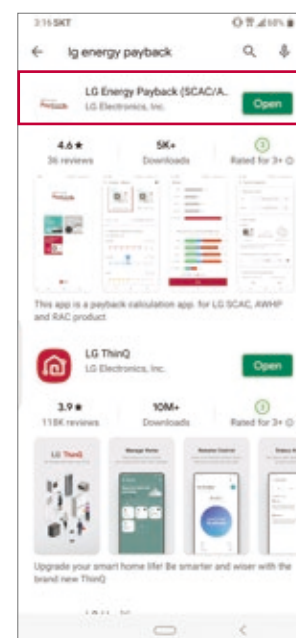 3:16 SKT
lg energy payback
LG Energy Payback (SCAC/A..
LG Electronics, Inc.
Open
4.6★
5K+
3
36 reviews
Downloads
Rated for 3+
This app is a payback calculation app. for LG SCAC, AWHP
and RAC product
LG ThinQ
LG Electronics, Inc.
Open
3.9★
10M+
3
118K reviews
Downloads
Rated for 3+
LG ThinQ
Manage Home
Remote Control
Upgrade your smart home life! Be smarter and wiser with the
brand new ThinQ